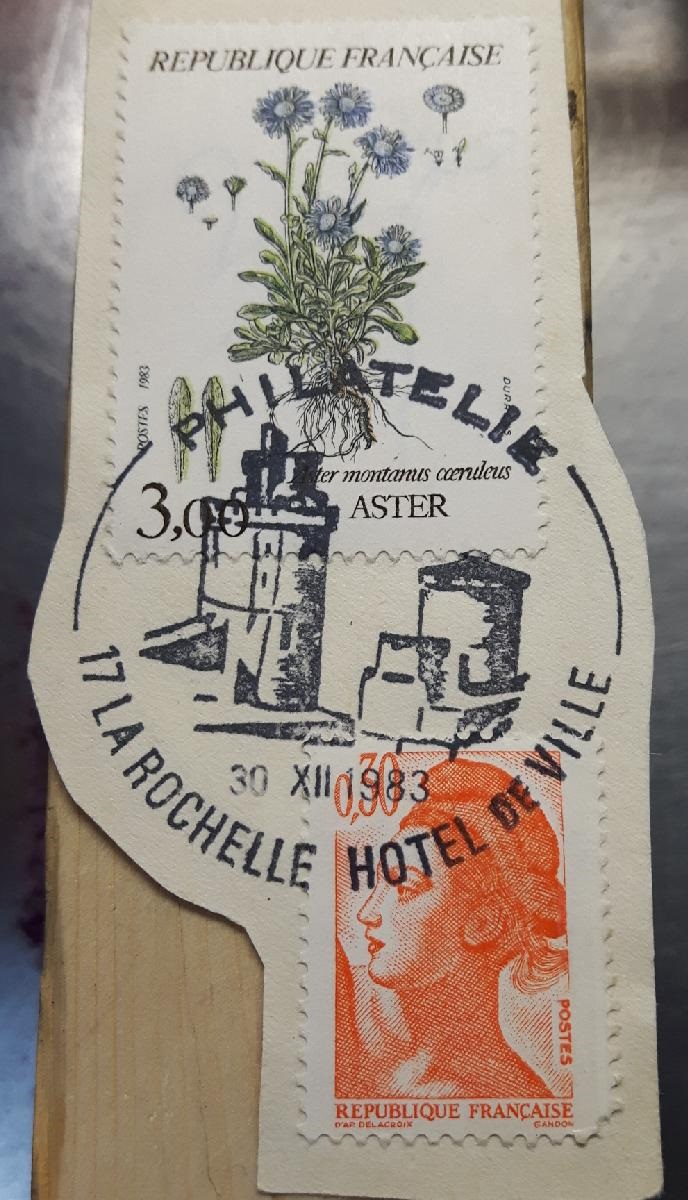 REPUBLIQUE FRANÇAISE
POSTES 1983
PHILATELIE
Aster montanus cœruleus
3,00
ASTER
17 LA ROCHELLE HOTEL DE VILLE
30 XII 1983
0,30
POSTES
REPUBLIQUE FRANÇAISE
D'AP. DELACROIX GANDON